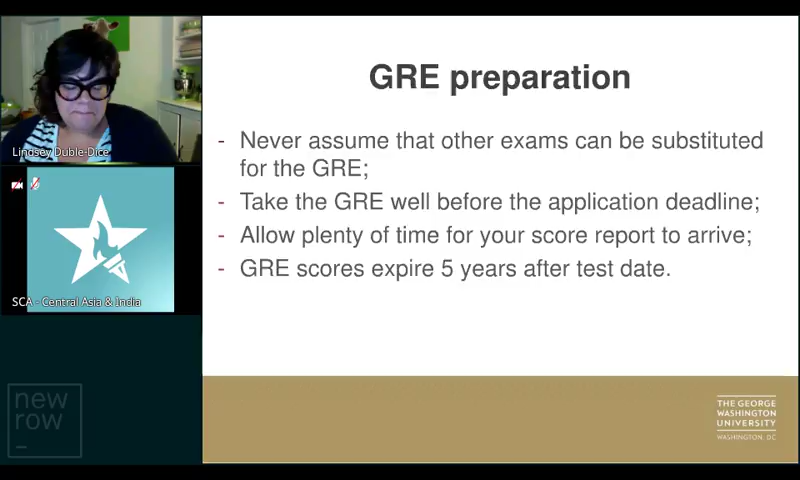 GRE preparation
- Never assume that other exams can be substituted
for the GRE;
- Take the GRE well before the application deadline;
- Allow plenty of time for your score report to arrive;
- GRE scores expire 5 years after test date.
Lindsey Duble-Dice
SCA - Central Asia & India
new
row
THE GEORGE
WASHINGTON
UNIVERSITY
WASHINGTON, DC